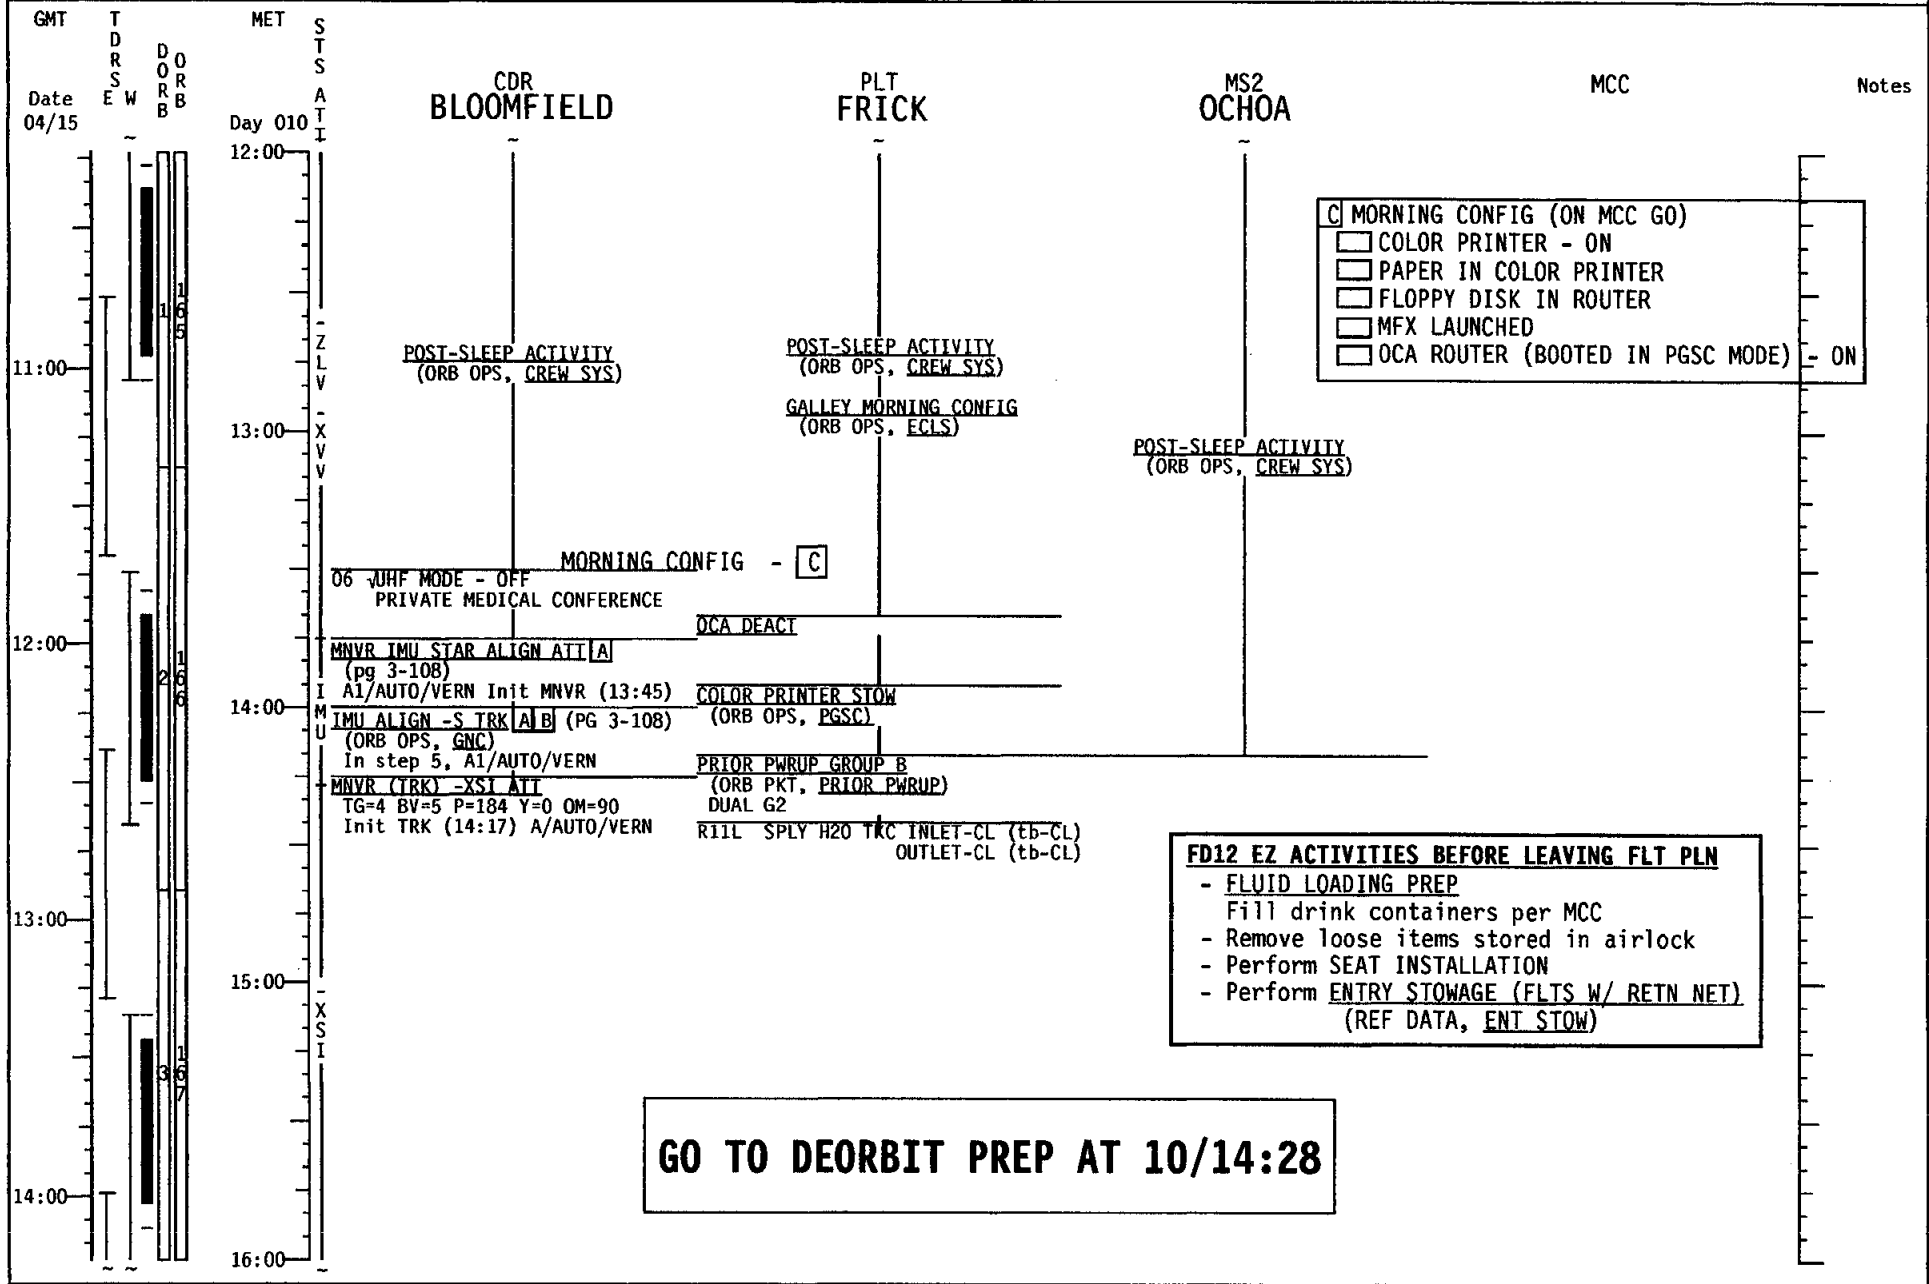 GMT
TDRS
E W
DORB
ORB
MET
STS ATT
Date
04/15
Day 010
CDR
BLOOMFIELD
PLT
FRICK
MS2
OCHOA
MCC
Notes
~
~
~
~
12:00
C MORNING CONFIG (ON MCC GO)
COLOR PRINTER - ON
PAPER IN COLOR PRINTER
FLOPPY DISK IN ROUTER
MFX LAUNCHED
OCA ROUTER (BOOTED IN PGSC MODE) - ON
1
165
11:00
-ZLV -XVV
POST-SLEEP ACTIVITY
(ORB OPS, CREW SYS)
POST-SLEEP ACTIVITY
(ORB OPS, CREW SYS)
GALLEY MORNING CONFIG
(ORB OPS, ECLS)
13:00
POST-SLEEP ACTIVITY
(ORB OPS, CREW SYS)
MORNING CONFIG - C
06 √UHF MODE - OFF
PRIVATE MEDICAL CONFERENCE
OCA DEACT
12:00
2
166
MNVR IMU STAR ALIGN ATT A
(pg 3-108)
A1/AUTO/VERN Init MNVR (13:45)
COLOR PRINTER STOW
(ORB OPS, PGSC)
14:00
IMU
IMU ALIGN -S TRK A B (PG 3-108)
(ORB OPS, GNC)
In step 5, A1/AUTO/VERN
PRIOR PWRUP GROUP B
(ORB PKT, PRIOR PWRUP)
DUAL G2
MNVR (TRK) -XSI ATT
TG=4 BV=5 P=184 Y=0 OM=90
Init TRK (14:17) A/AUTO/VERN
R11L SPLY H2O TKC INLET-CL (tb-CL)
OUTLET-CL (tb-CL)
FD12 EZ ACTIVITIES BEFORE LEAVING FLT PLN
- FLUID LOADING PREP
Fill drink containers per MCC
- Remove loose items stored in airlock
- Perform SEAT INSTALLATION
- Perform ENTRY STOWAGE (FLTS W/ RETN NET)
(REF DATA, ENT STOW)
13:00
15:00
-XSI
3
167
GO TO DEORBIT PREP AT 10/14:28
14:00
16:00
~ ~
~